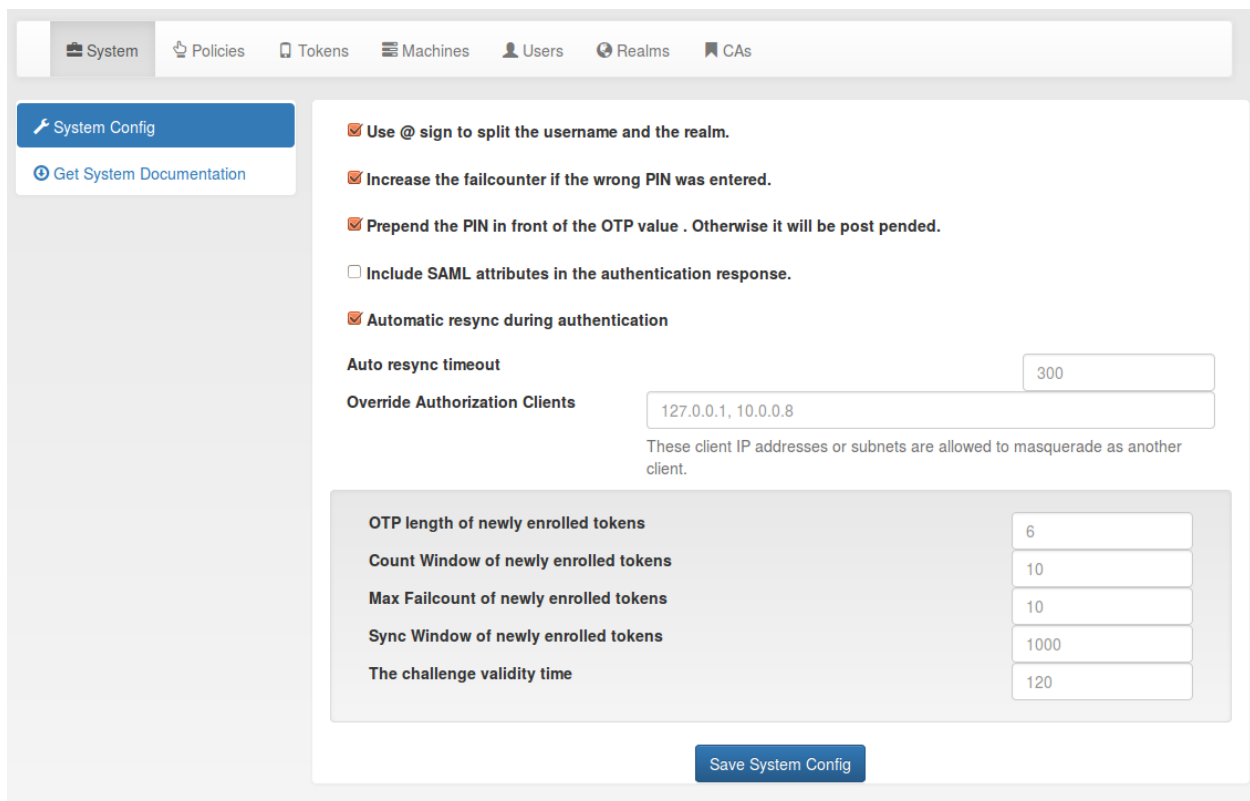 System Policies Tokens Machines Users Realms CAs
System Config
Get System Documentation
Use @ sign to split the username and the realm.
Increase the failcounter if the wrong PIN was entered.
Prepend the PIN in front of the OTP value . Otherwise it will be post pended.
Include SAML attributes in the authentication response.
Automatic resync during authentication
Auto resync timeout 300
Override Authorization Clients 127.0.0.1, 10.0.0.8
These client IP addresses or subnets are allowed to masquerade as another
client.
OTP length of newly enrolled tokens 6
Count Window of newly enrolled tokens 10
Max Failcount of newly enrolled tokens 10
Sync Window of newly enrolled tokens 1000
The challenge validity time 120
Save System Config